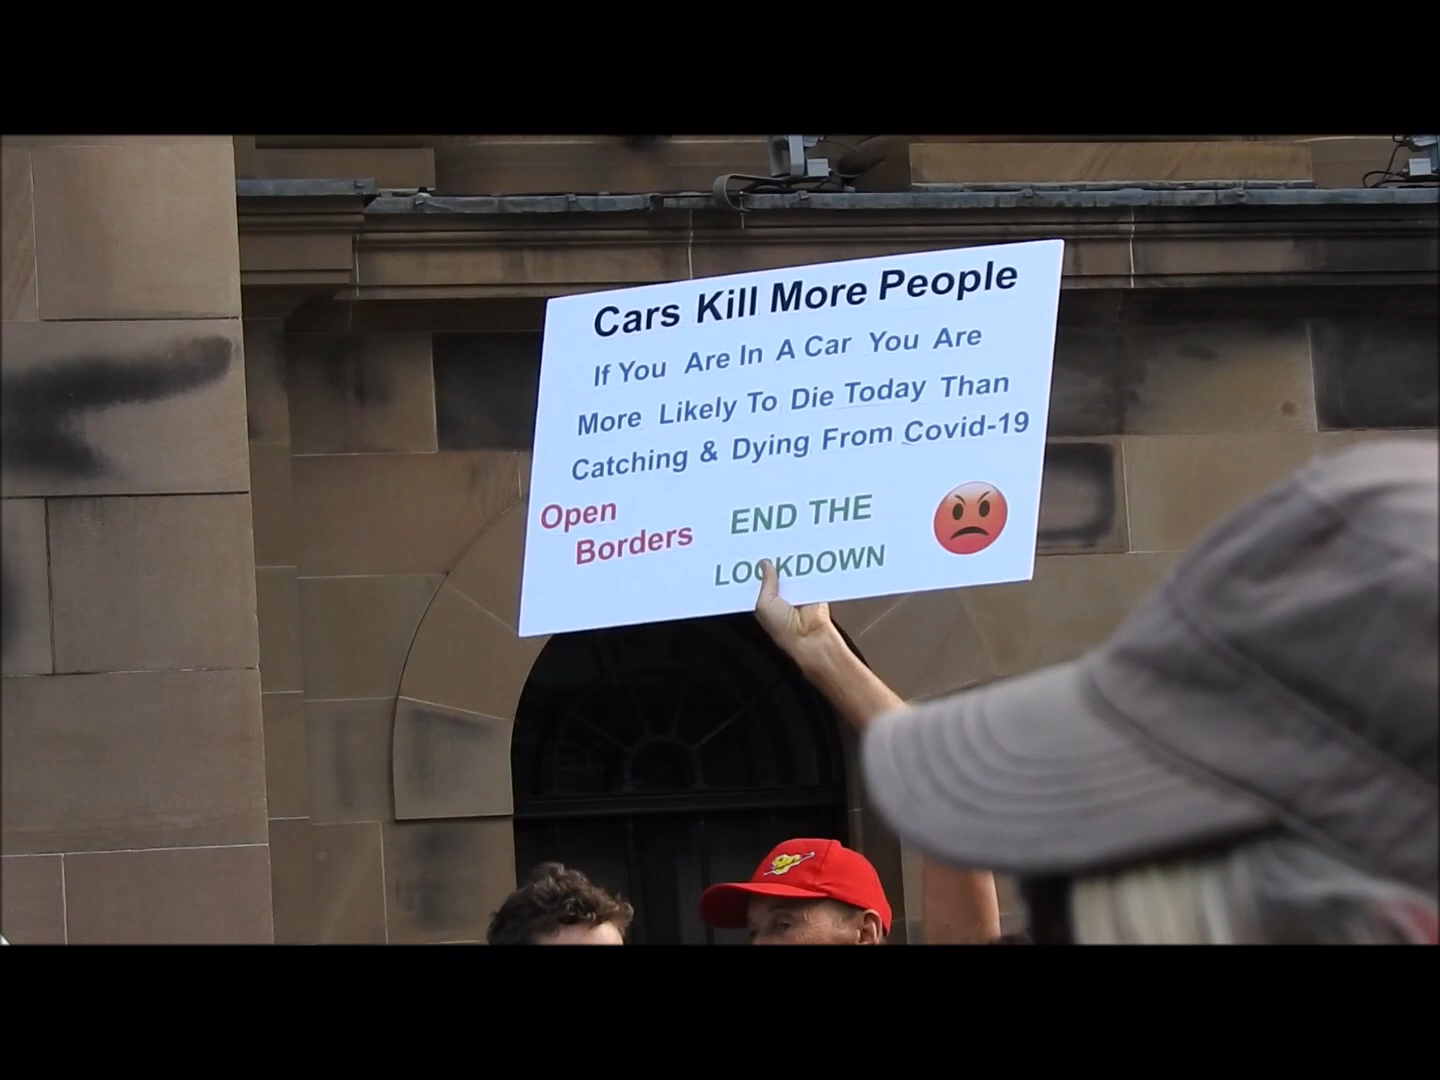 Cars Kill More People
If You Are In A Car You Are
More Likely To Die Today Than
Catching & Dying From Covid-19
Open
Borders
END THE
LOCKDOWN